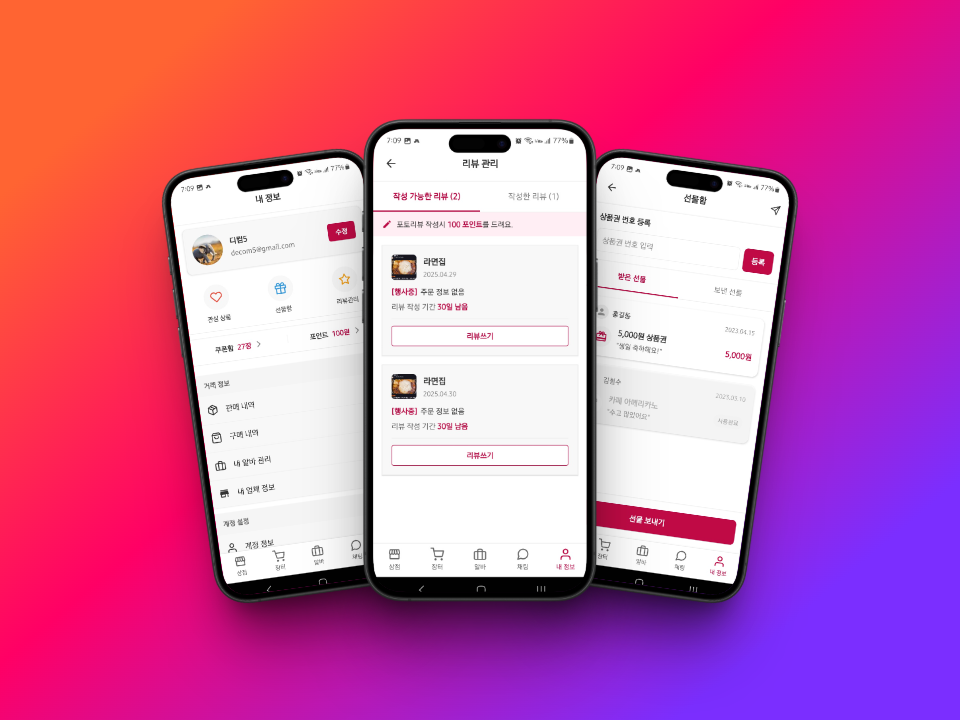 7:09
77%
내 정보
디컴5
decom5@gmail.com
수정
관심 상품
선물함
리뷰관리
쿠폰함 27장
포인트 100원
거래 정보
판매 내역
구매 내역
내 알바 관리
내 업체 정보
계정 설정
계정 정보
상점
장터
알바
채팅
7:09
77%
리뷰 관리
작성 가능한 리뷰 (2)
작성한 리뷰 (1)
포토리뷰 작성시 100 포인트를 드려요.
라면집
2025.04.29
[행사중] 주문 정보 없음
리뷰 작성 기간 30일 남음
리뷰쓰기
라면집
2025.04.30
[행사중] 주문 정보 없음
리뷰 작성 기간 30일 남음
리뷰쓰기
상점
장터
알바
채팅
내 정보
7:09
77%
선물함
상품권 번호 등록
상품권 번호 입력
등록
받은 선물
보낸 선물
홍길동
2023.04.15
5,000원 상품권
"생일 축하해요!"
5,000원
김철수
2023.03.10
카페 아메리카노
"수고 많았어요"
사용완료
선물 보내기
장터
알바
채팅
내 정보